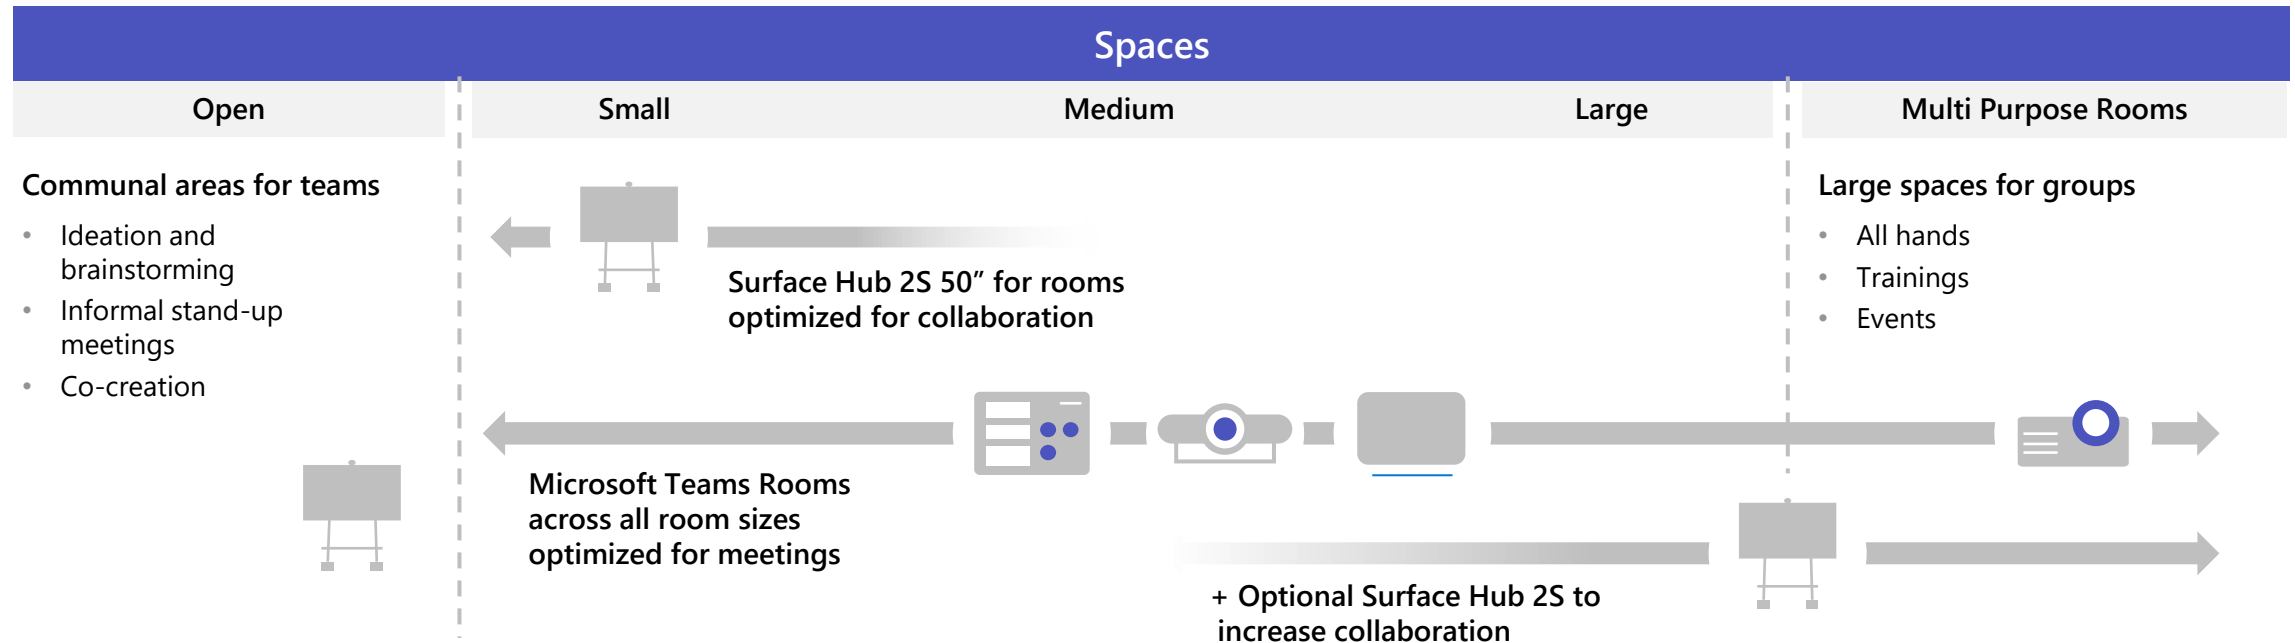 Spaces
Open
Small
Medium
Large
Multi Purpose Rooms
Communal areas for teams
• Ideation and
brainstorming
• Informal stand-up
meetings
• Co-creation
Surface Hub 2S 50” for rooms
optimized for collaboration
Microsoft Teams Rooms
across all room sizes
optimized for meetings
+ Optional Surface Hub 2S to
increase collaboration
Large spaces for groups
• All hands
• Trainings
• Events